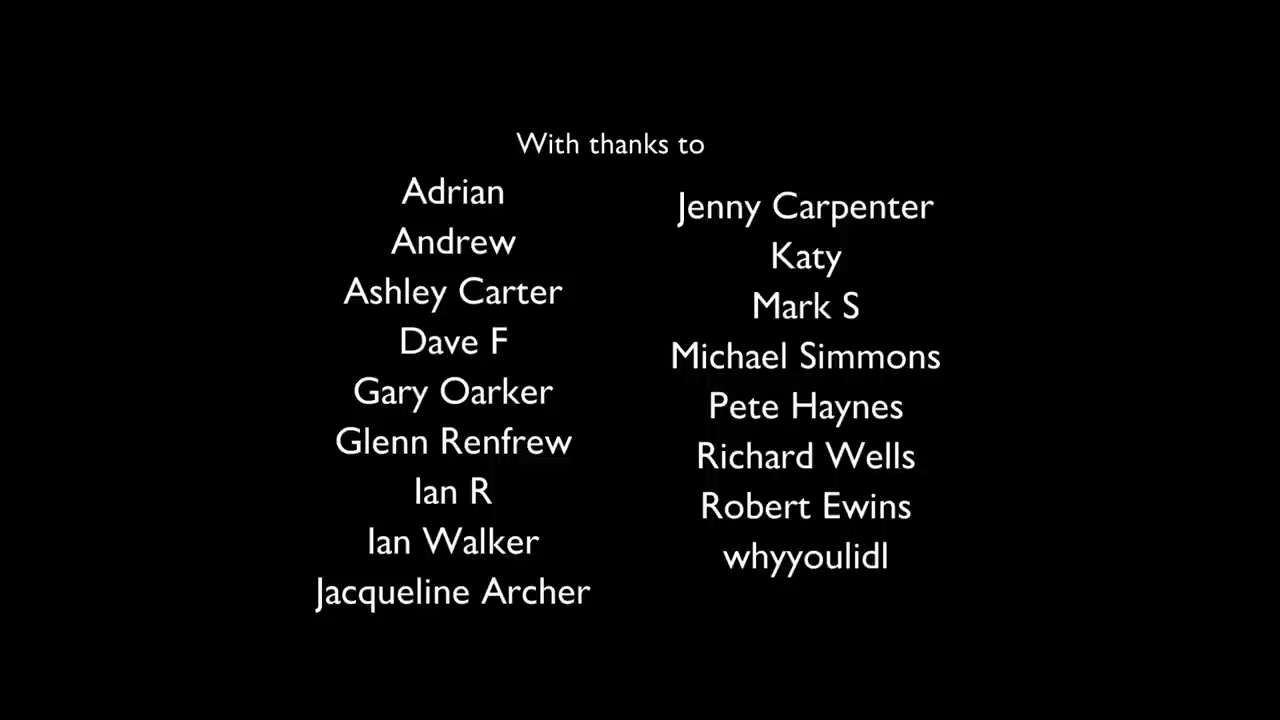 With thanks to
Adrian
Andrew
Ashley Carter
Dave F
Gary Oarker
Glenn Renfrew
Ian R
Ian Walker
Jacqueline Archer
Jenny Carpenter
Katy
Mark S
Michael Simmons
Pete Haynes
Richard Wells
Robert Ewins
whyyoulidl